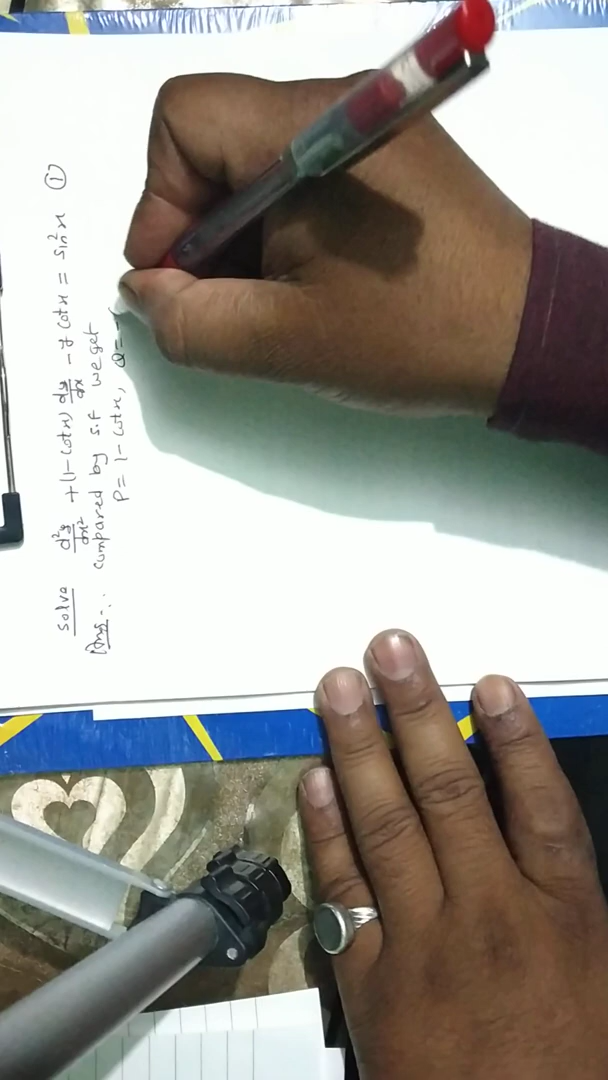 Solve d²y/dx² + (1-cotx) dy/dx - y cotx = sin²x ①
Ans-: compared by S.F we get
P = 1-cotx, Q = -